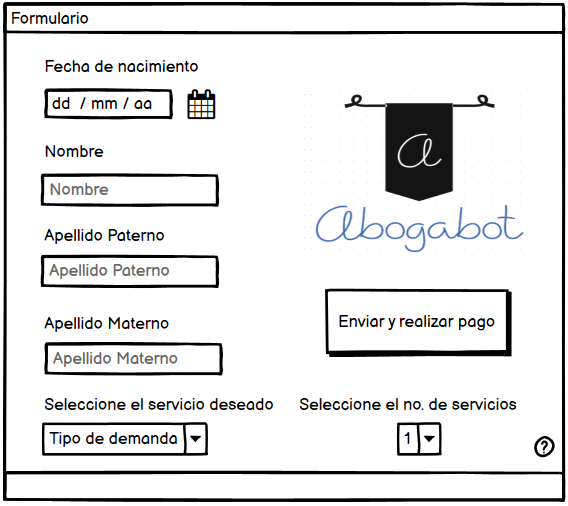 Formulario
Fecha de nacimiento
dd / mm / aa
Nombre
Nombre
Apellido Paterno
Apellido Paterno
Apellido Materno
Apellido Materno
Seleccione el servicio deseado
Tipo de demanda
a
abogabot
Enviar y realizar pago
Seleccione el no. de servicios
1
?